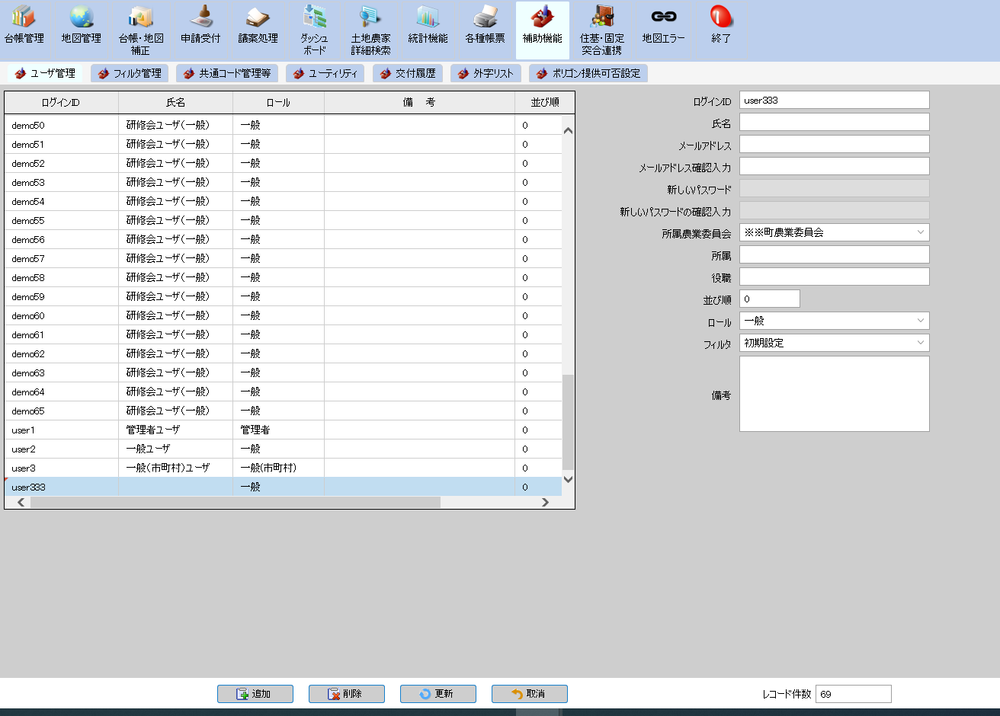 台帳管理 地図管理 台帳・地図 申請受付 議案処理 ダッシュ 土地農家 統計機能 各種帳票 補助機能 住基・固定 地図エラー 終了
補正 ボード 詳細検索 突合連携
ユーザ管理 フィルタ管理 共通コード管理等 ユーティリティ 交付履歴 外字リスト ポリゴン提供可否設定
ログインID 氏名 ロール 備 考 並び順
demo50 研修会ユーザ(一般) 一般 0
demo51 研修会ユーザ(一般) 一般 0
demo52 研修会ユーザ(一般) 一般 0
demo53 研修会ユーザ(一般) 一般 0
demo54 研修会ユーザ(一般) 一般 0
demo55 研修会ユーザ(一般) 一般 0
demo56 研修会ユーザ(一般) 一般 0
demo57 研修会ユーザ(一般) 一般 0
demo58 研修会ユーザ(一般) 一般 0
demo59 研修会ユーザ(一般) 一般 0
demo60 研修会ユーザ(一般) 一般 0
demo61 研修会ユーザ(一般) 一般 0
demo62 研修会ユーザ(一般) 一般 0
demo63 研修会ユーザ(一般) 一般 0
demo64 研修会ユーザ(一般) 一般 0
demo65 研修会ユーザ(一般) 一般 0
user1 管理者ユーザ 管理者 0
user2 一般ユーザ 一般 0
user3 一般(市町村)ユーザ 一般(市町村) 0
user333 一般 0
ログインID user333
氏名
メールアドレス
メールアドレス確認入力
新しいパスワード
新しいパスワードの確認入力
所属農業委員会 ※※町農業委員会
所属
役職
並び順 0
ロール 一般
フィルタ 初期設定
備考
追加 削除 更新 取消 レコード件数 69